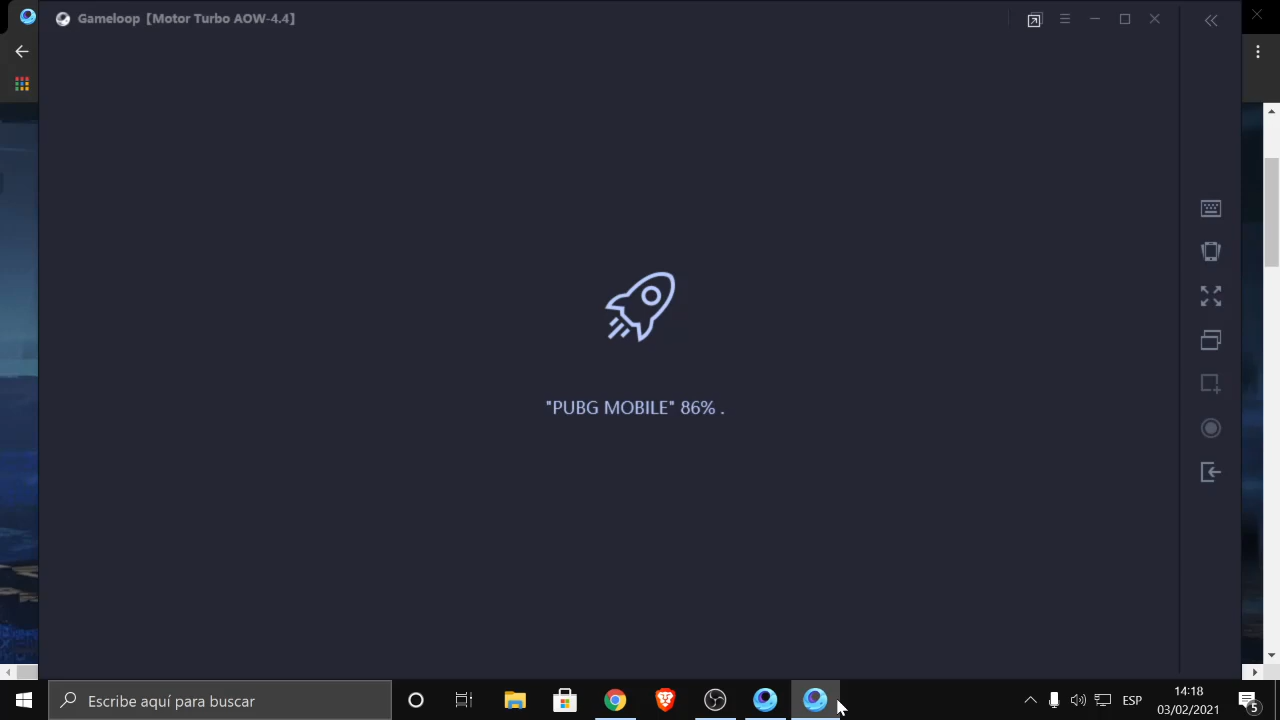 Gameloop [Motor Turbo AOW-4.4]
"PUBG MOBILE" 86% .
Escribe aquí para buscar
ESP
14:18
03/02/2021
5